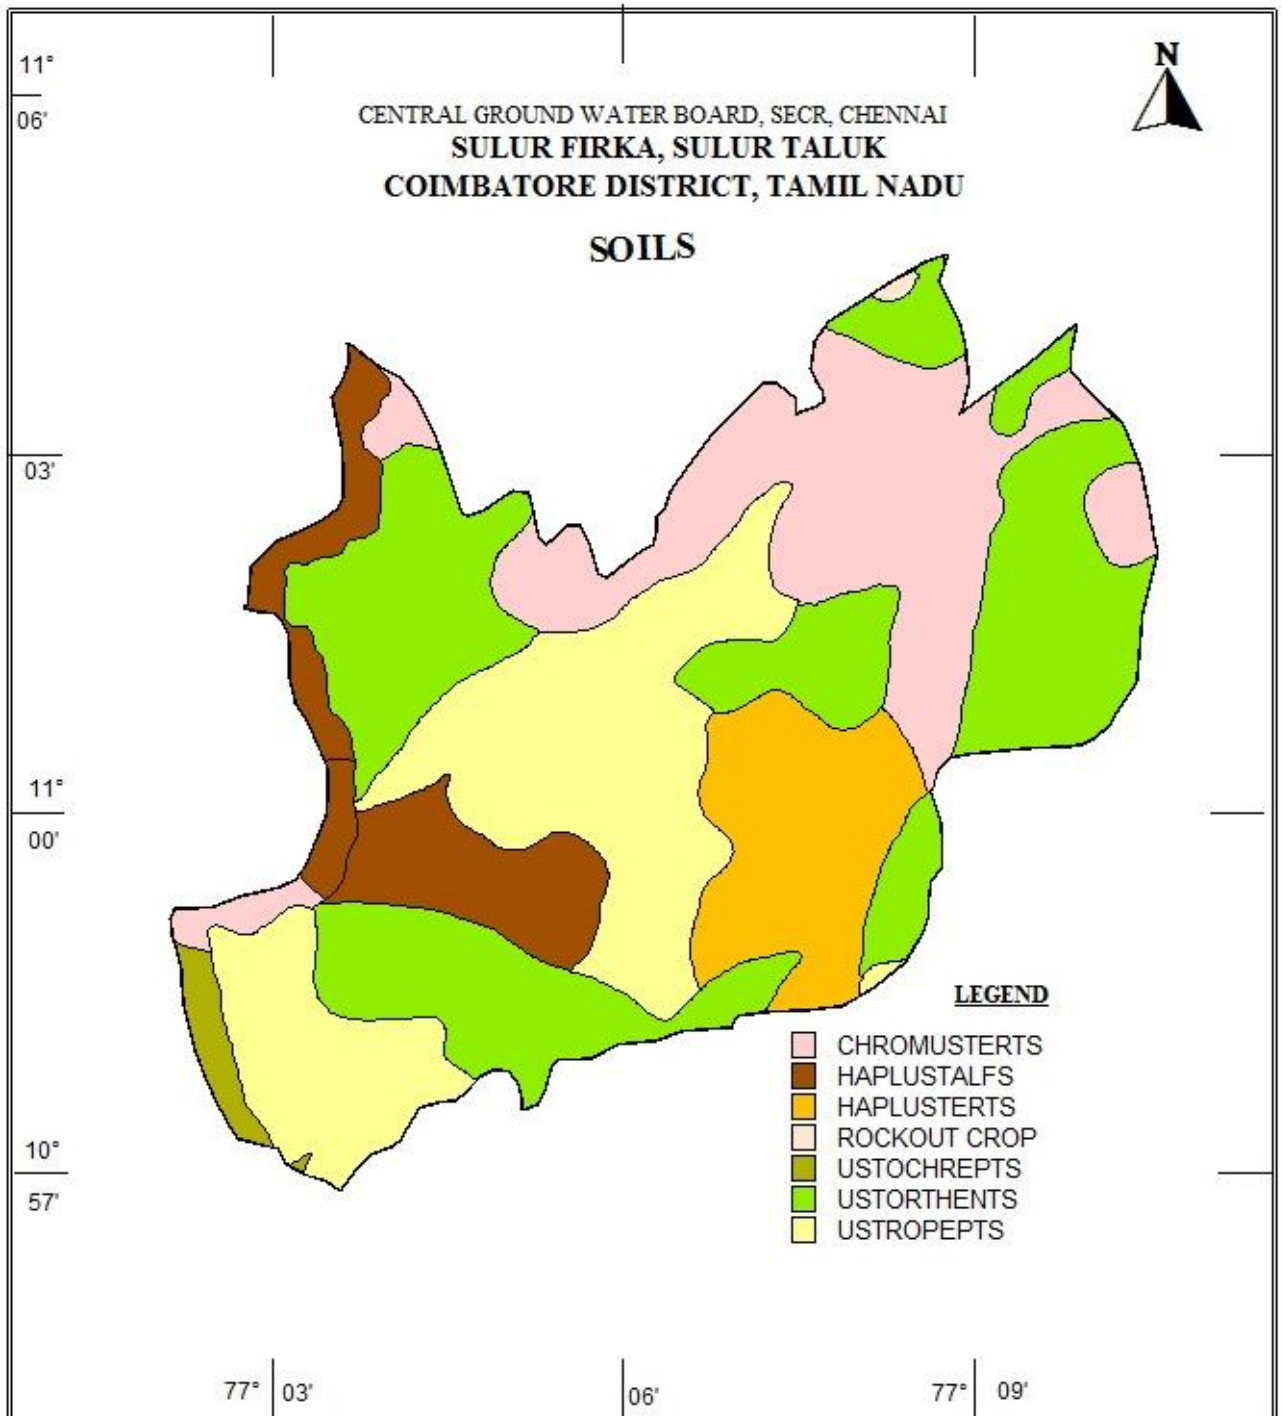 N
11°
06'
CENTRAL GROUND WATER BOARD, SECR, CHENNAI
SULUR FIRKA, SULUR TALUK
COIMBATORE DISTRICT, TAMIL NADU
SOILS
03'
11°
00'
LEGEND
CHROMUSTERTS
HAPLUSTALFS
HAPLUSTERTS
ROCKOUT CROP
USTOCHREPTS
USTORTHENTS
USTROPEPTS
10°
57'
77° 03'
06'
77° 09'